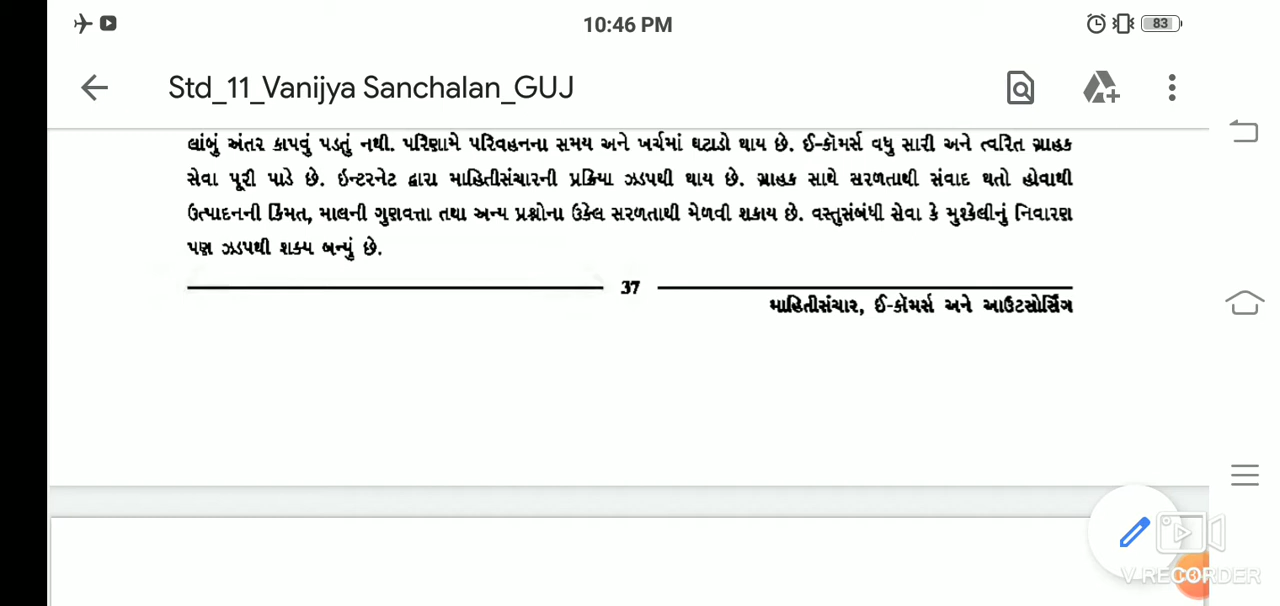 10:46 PM
83
Std_11_Vanijya Sanchalan_GUJ
લાંબું અંતર કાપવું પડતું નથી. પરિણામે પરિવહનના સમય અને ખર્ચમાં ઘટાડો થાય છે. ઈ-કૉમર્સ વધુ સારી અને ત્વરિત ગ્રાહક
સેવા પૂરી પાડે છે. ઇન્ટરનેટ દ્વારા માહિતીસંચારની પ્રક્રિયા ઝડપથી થાય છે. ગ્રાહક સાથે સરળતાથી સંવાદ થતો હોવાથી
ઉત્પાદનની કિંમત, માલની ગુણવત્તા તથા અન્ય પ્રશ્નોના ઉકેલ સરળતાથી મેળવી શકાય છે. વસ્તુસંબંધી સેવા કે મુશ્કેલીનું નિવારણ
પણ ઝડપથી શક્ય બન્યું છે.
37
માહિતીસંચાર, ઈ-કૉમર્સ અને આઉટસોર્સિંગ
V RECORDER